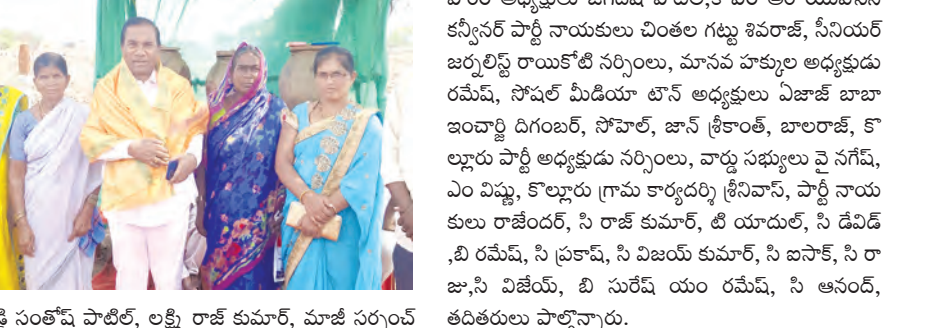 డ్డి సంతోష్ పాటిల్, లక్ష్మి రాజ్ కుమార్, మాజీ సర్పంచ్
కన్వీనర్ పార్టీ నాయకులు చింతల గట్టు శివరాజ్, సీనియర్
జర్నలిస్ట్ రాయికోటి నర్సింలు, మానవ హక్కుల అధ్యక్షుడు
రమేష్, సోషల్ మీడియా టౌన్ అధ్యక్షులు ఏజాజ్ బాబా
ఇంచార్జి దిగంబర్, సోహెల్, జాన్ శ్రీకాంత్, బాలరాజ్, కొ
ల్లూరు పార్టీ అధ్యక్షుడు నర్సింలు, వార్డు సభ్యులు వై నగేష్,
ఎం విష్ణు, కొల్లూరు గ్రామ కార్యదర్శి శ్రీనివాస్, పార్టీ నాయ
కులు రాజేందర్, సి రాజ్ కుమార్, టి యాదుల్, సి డేవిడ్
,బి రమేష్, సి ప్రకాష్, సి విజయ్ కుమార్, సి ఐసాక్, సి రా
జు,సి విజేయ్, బి సురేష్ యం రమేష్, సి ఆనంద్,
తదితరులు పాల్గొన్నారు.